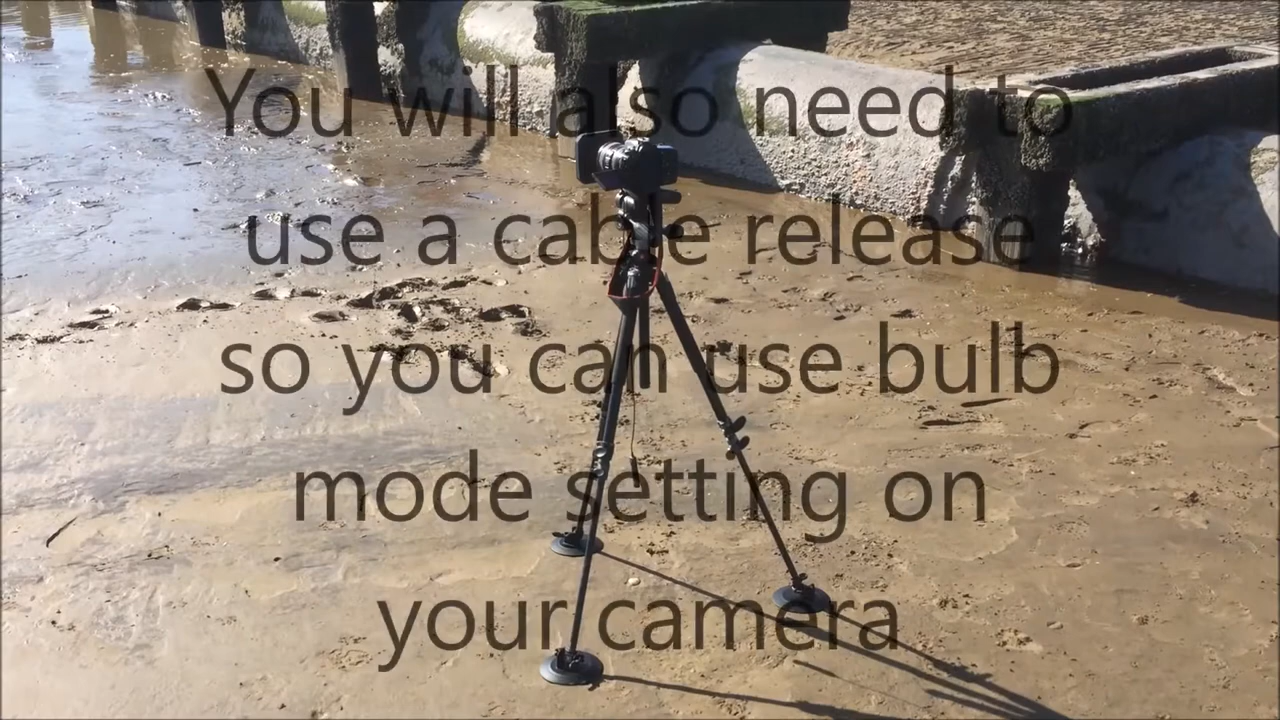 You will also need to
use a cable release
so you can use bulb
mode setting on
your camera